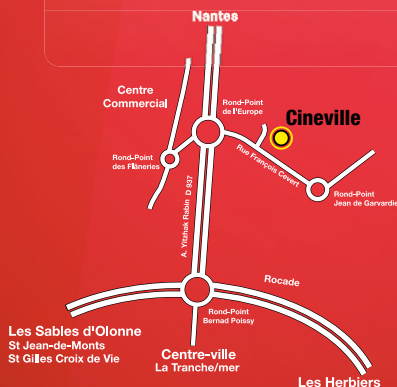 Nantes
Centre
Commercial
Rond-Point
de l'Europe
Cineville
Rond-Point
des Flâneries
Rue François Cevert
Rond-Point
Jean de Garvardie
A. Yitzhak Rabin D 937
Rocade
Rond-Point
Bernad Poissy
Les Sables d'Olonne
St Jean-de-Monts
St Gilles Croix de Vie
Centre-ville
La Tranche/mer
Les Herbiers